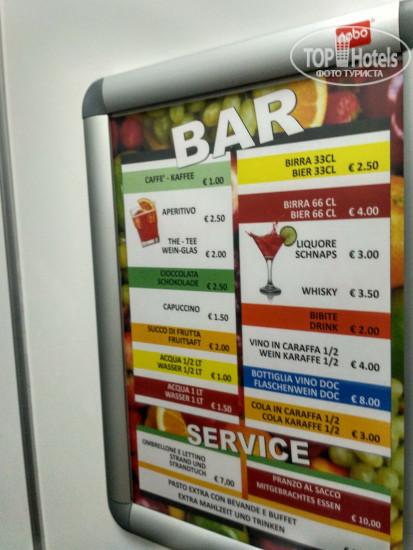 nabo
TOP Hotels
ФОТО ТУРИСТА
BAR
CAFFE' - KAFFEE
€ 1.00
APERITIVO
€ 2.50
THE - TEE
WEIN-GLAS
€ 2.00
CIOCCOLATA
SCHOKOLADE
€ 2.50
CAPUCCINO
€ 1.50
SUCCO DI FRUTTA
FRUITSAFT
€ 2.00
ACQUA 1/2 LT
WASSER 1/2 LT
€ 1.00
ACQUA 1 LT
WASSER 1 LT
€ 1.50
BIRRA 33CL
BIER 33CL
€ 2.50
BIRRA 66 CL
BIER 66 CL
€ 4.00
LIQUORE
SCHNAPS
€ 3.00
WHISKY
€ 3.50
BIBITE
DRINK
€ 2.00
VINO IN CARAFFA 1/2
WEIN KARAFFE 1/2
€ 4.00
BOTTIGLIA VINO DOC
FLASCHENWEIN DOC
€ 8.00
COLA IN CARAFFA 1/2
COLA KARAFFE 1/2
€ 3.00
SERVICE
OMBRELLONE E LETTINO
STRAND UND
STRANDTUCH
€ 7,00
PRANZO AL SACCO
MITGEBRACHTES ESSEN
€ 10,00
PASTO EXTRA CON BEVANDE E BUFFET
EXTRA MAHLZEIT UND TRINKEN